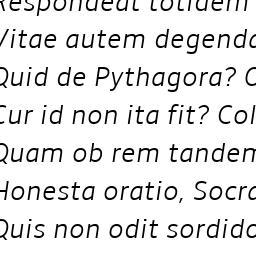 Respondeat totidem
Vitae autem degenda
Quid de Pythagora?
Cur id non ita fit? Col
Quam ob rem tandem
Honesta oratio, Socra
Quis non odit sordido